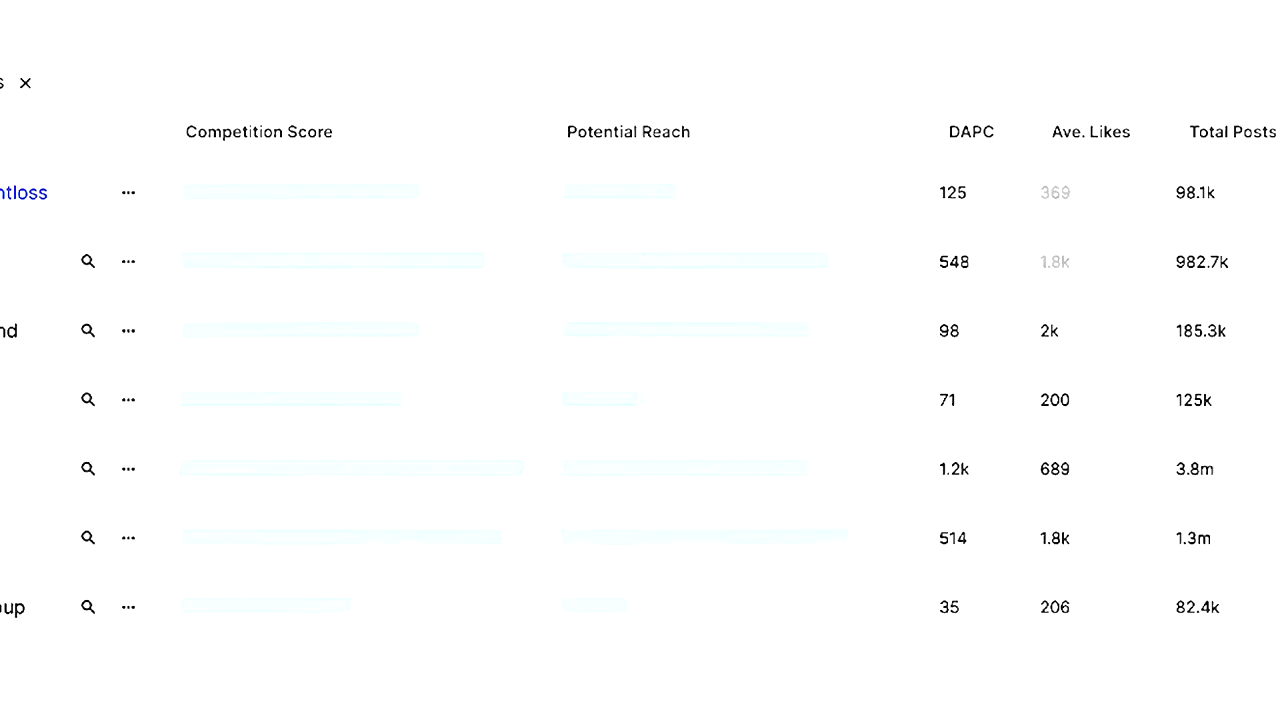 s ×
Competition Score Potential Reach DAPC Ave. Likes Total Posts
ntloss ... 125 369 98.1k
... 548 1.8k 982.7k
nd ... 98 2k 185.3k
... 71 200 125k
... 1.2k 689 3.8m
... 514 1.8k 1.3m
oup ... 35 206 82.4k